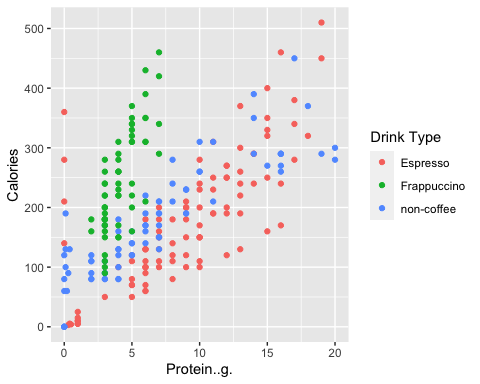 500
400
300
200
100
0
Calories
0
5
10
15
20
Protein..g.
Drink Type
Espresso
Frappuccino
non-coffee